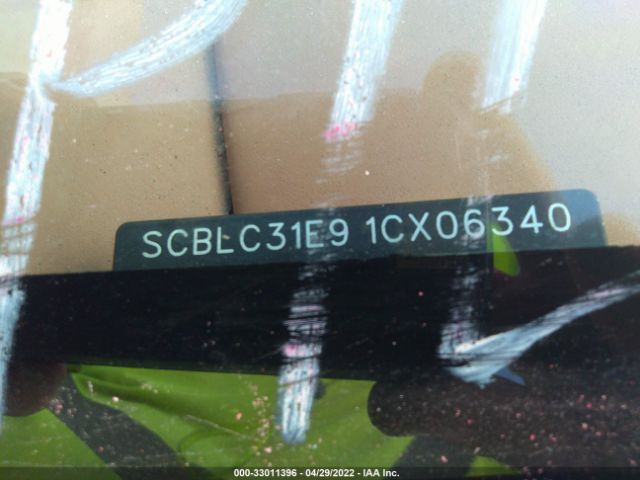 SCBLC31E9 1CX06340
000-33011396 - 04/29/2022 - IAA Inc.